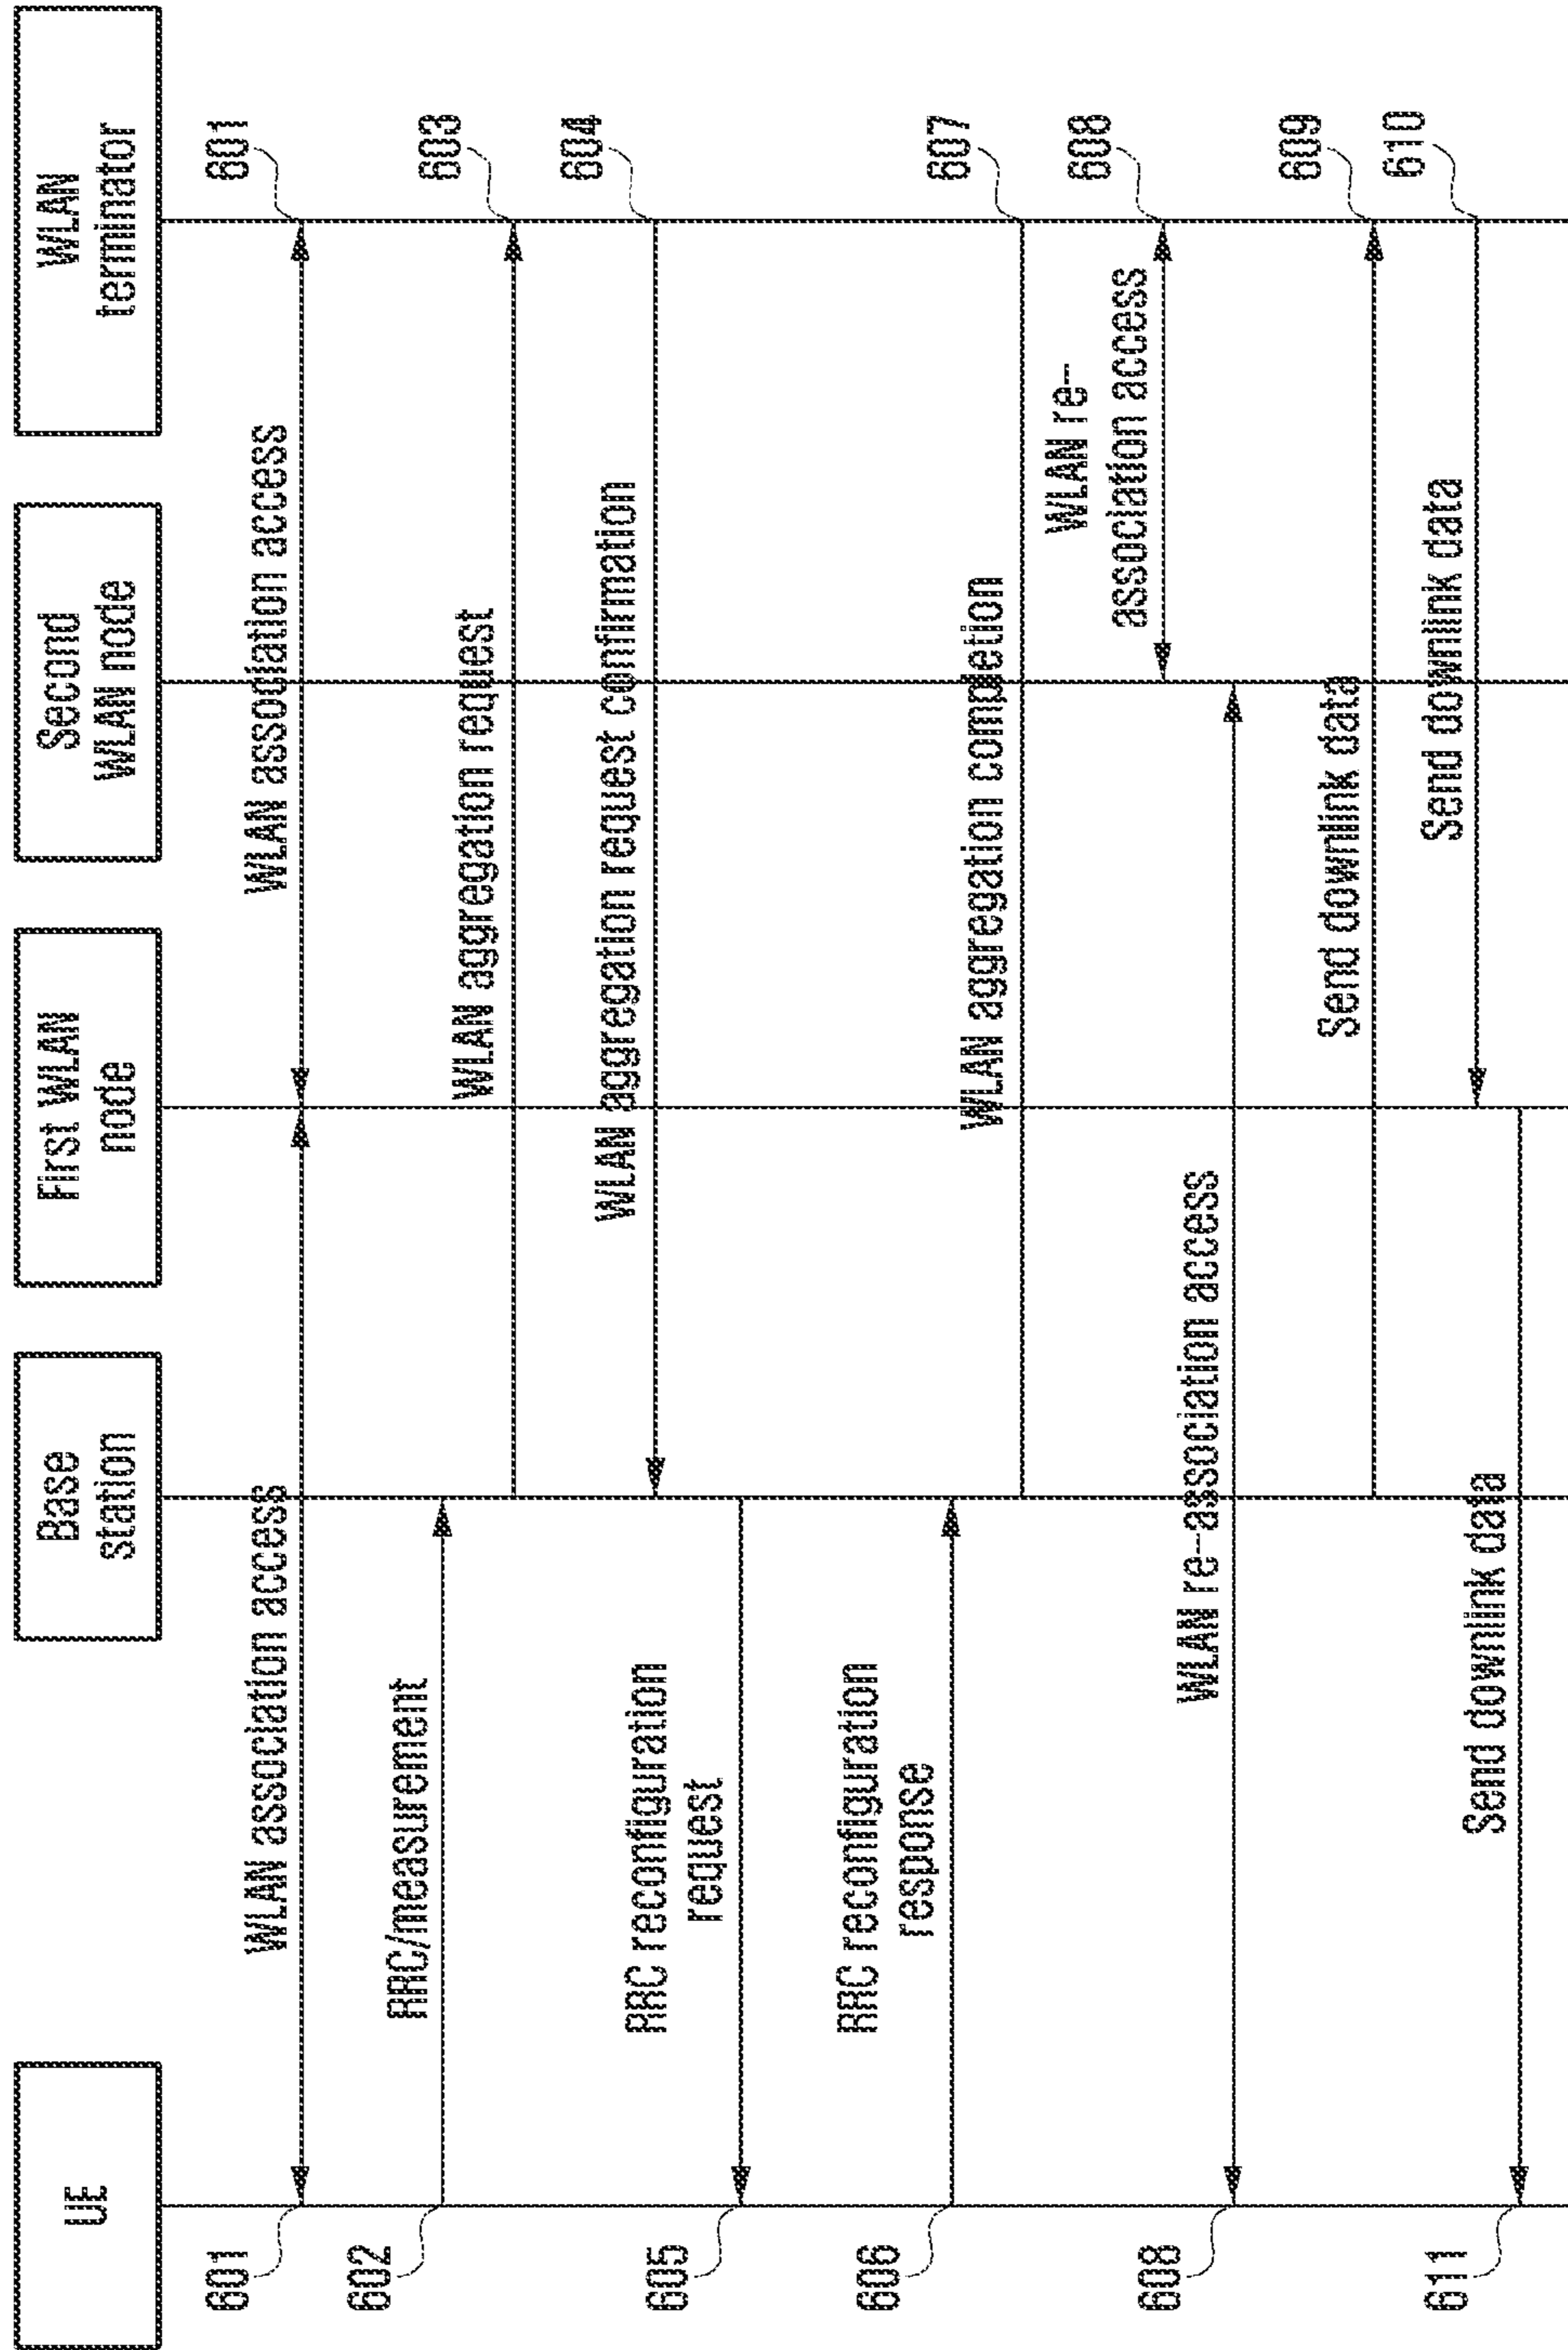 UE
Base
station
First WLAN
node
Second
WLAN node
WLAN
terminator
601
WLAN association access
WLAN association access
601
602
RRC/measurement
WLAN aggregation request
603
WLAN aggregation request confirmation
604
605
RRC reconfiguration
request
606
RRC reconfiguration
response
WLAN aggregation completion
607
WLAN re-
association access
608
608
WLAN re-association access
Send downlink data
609
Send downlink data
610
611
Send downlink data